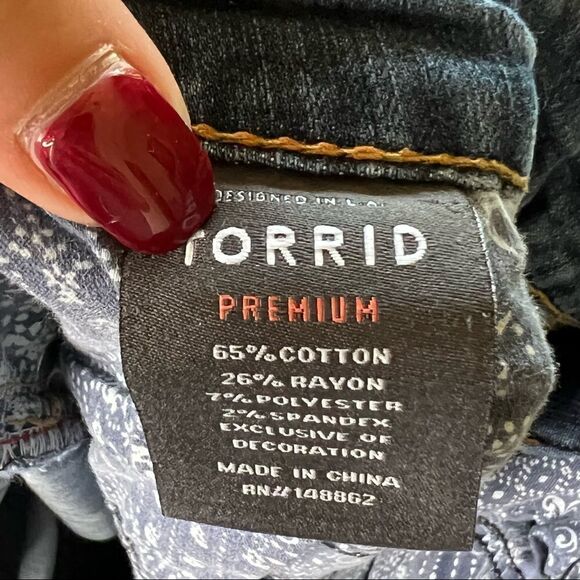 DESIGNED IN L.A.
TORRID
PREMIUM
65% COTTON
26% RAYON
7% POLYESTER
2% SPANDEX
EXCLUSIVE OF
DECORATION
MADE IN CHINA
RN# 148862